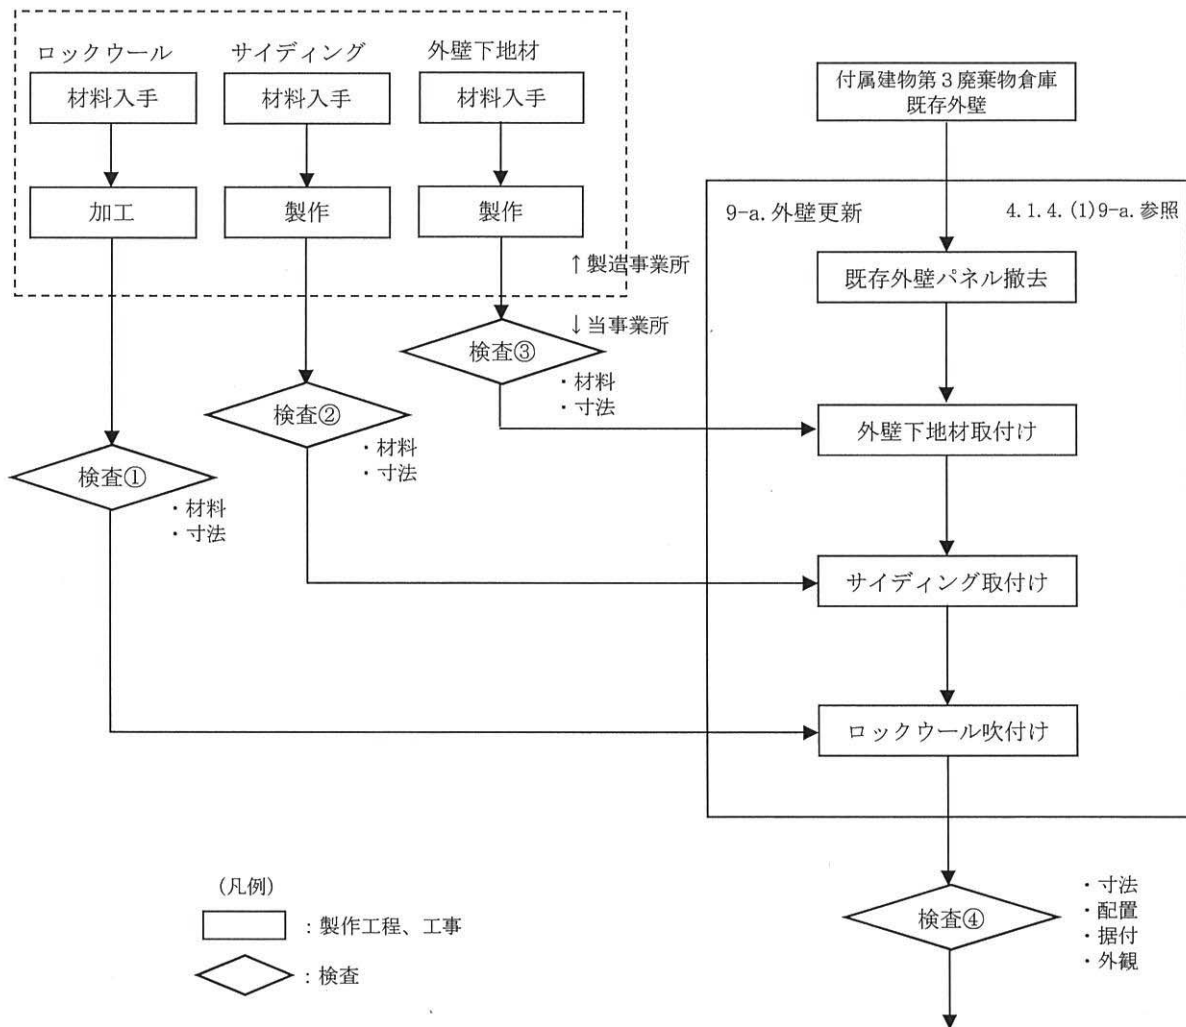 ロックウール
サイディング
外壁下地材
材料入手
材料入手
材料入手
加工
製作
製作
↑製造事業所
↓当事業所
検査①
・材料
・寸法
検査②
・材料
・寸法
検査③
・材料
・寸法
付属建物第3廃棄物倉庫
既存外壁
9-a.外壁更新
4.1.4.(1)9-a.参照
既存外壁パネル撤去
外壁下地材取付け
サイディング取付け
ロックウール吹付け
検査④
・寸法
・配置
・据付
・外観
(凡例)
：製作工程、工事
：検査